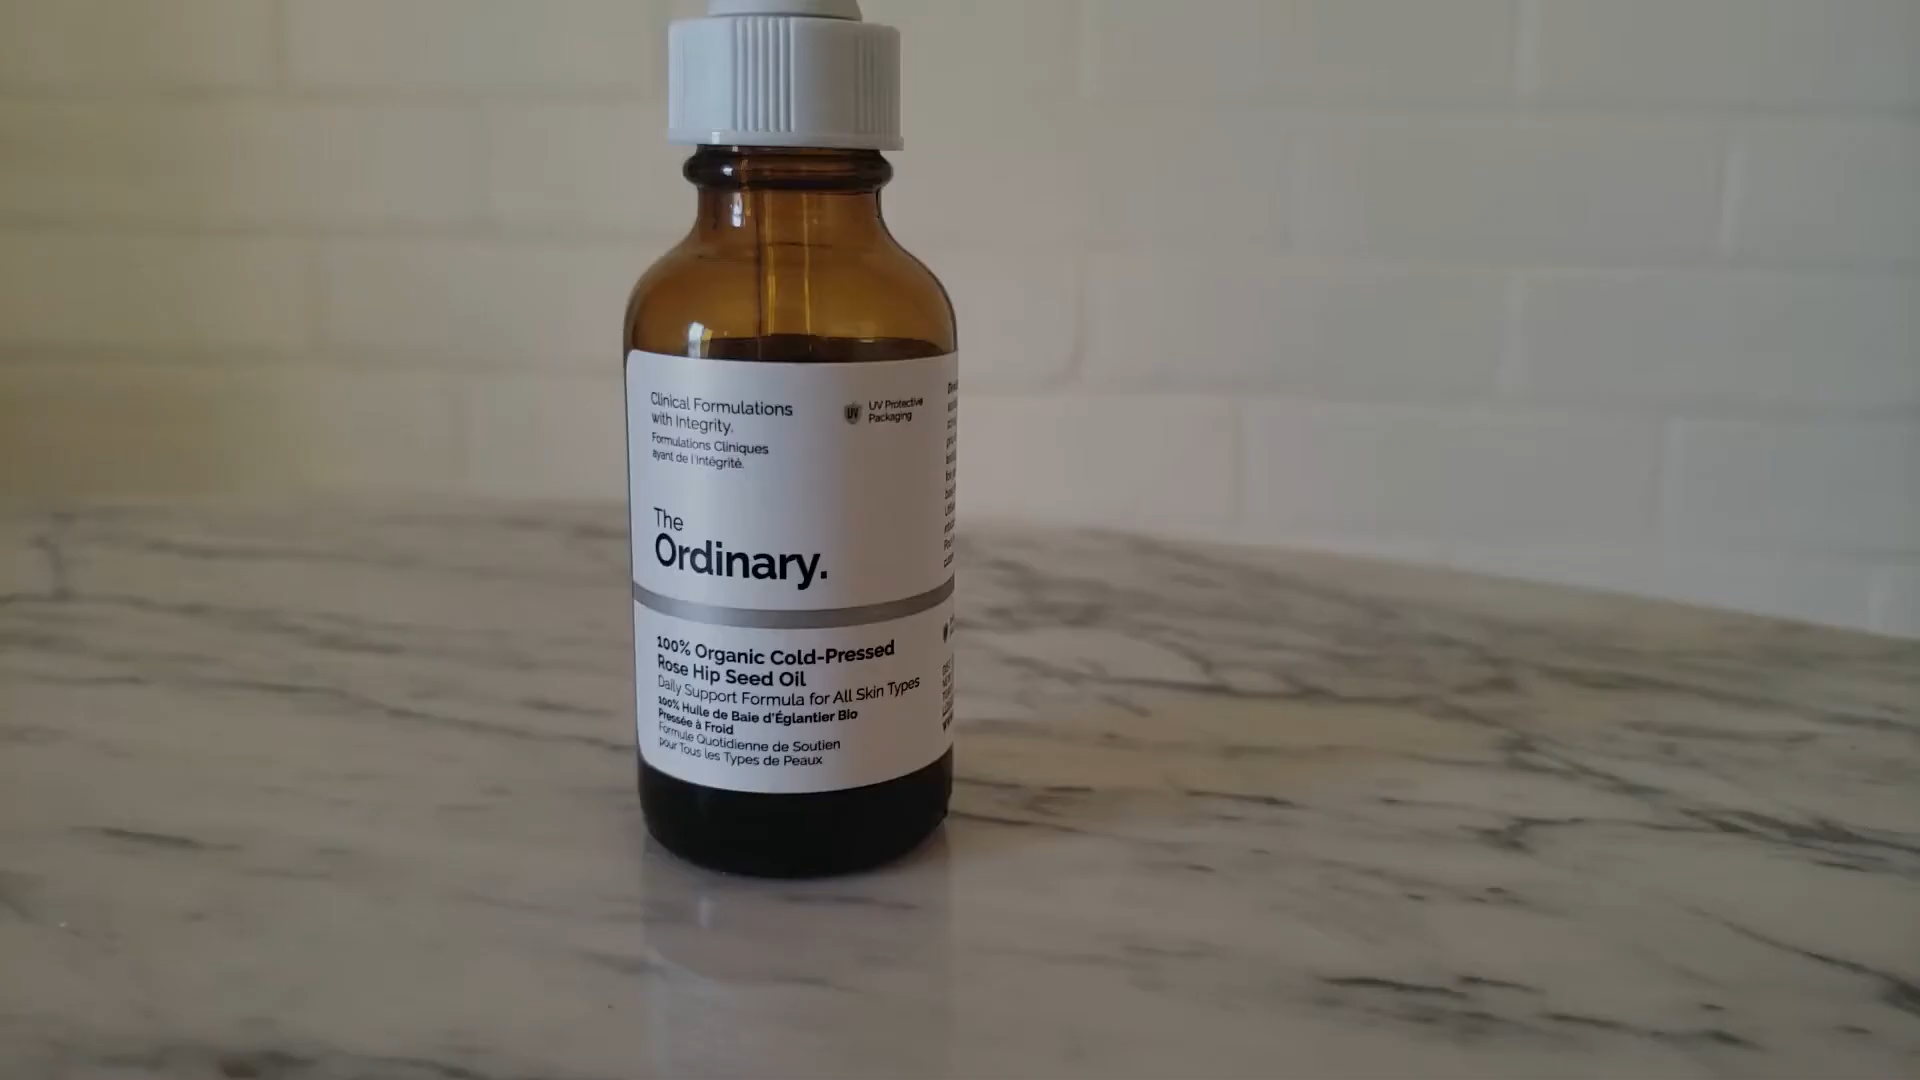 Clinical Formulations
with Integrity.
Formulations Cliniques
ayant de l'intégrité.
UV
UV Protective
Packaging
The
Ordinary.
100% Organic Cold-Pressed
Rose Hip Seed Oil
Daily Support Formula for All Skin Types
100% Huile de Baie d'Églantier Bio
Pressée à Froid
Formule Quotidienne de Soutien
pour Tous les Types de Peaux